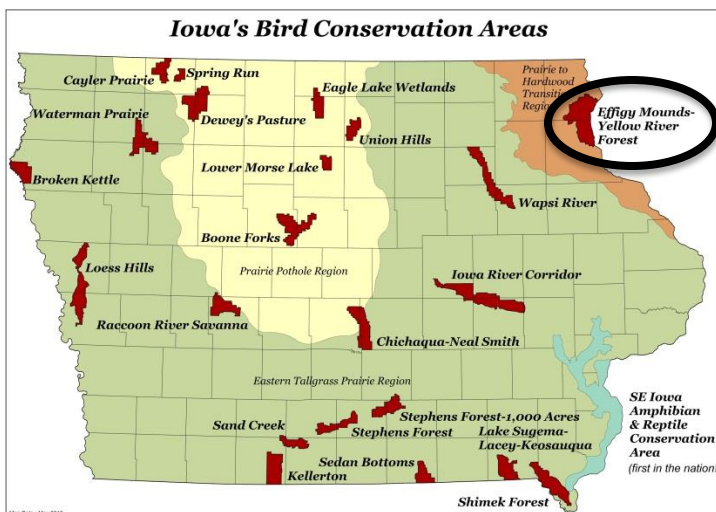 Iowa's Bird Conservation Areas
Cayler Prairie
Spring Run
Prairie to
Hardwood
Transition
Region
Eagle Lake Wetlands
Waterman Prairie
Dewey's Pasture
Effigy Mounds-
Yellow River
Forest
Union Hills
Lower Morse Lake
Broken Kettle
Wapsi River
Boone Forks
Loess Hills
Prairie Pothole Region
Iowa River Corridor
Raccoon River Savanna
Chichaqua-Neal Smith
Eastern Tallgrass Prairie Region
SE Iowa
Amphibian
& Reptile
Conservation
Area
(first in the nation!
Sand Creek
Stephens Forest-1,000 Acres
Stephens Forest
Lake Sugema-
Lacey-Keosauqua
Sedan Bottoms
Kellerton
Shimek Forest